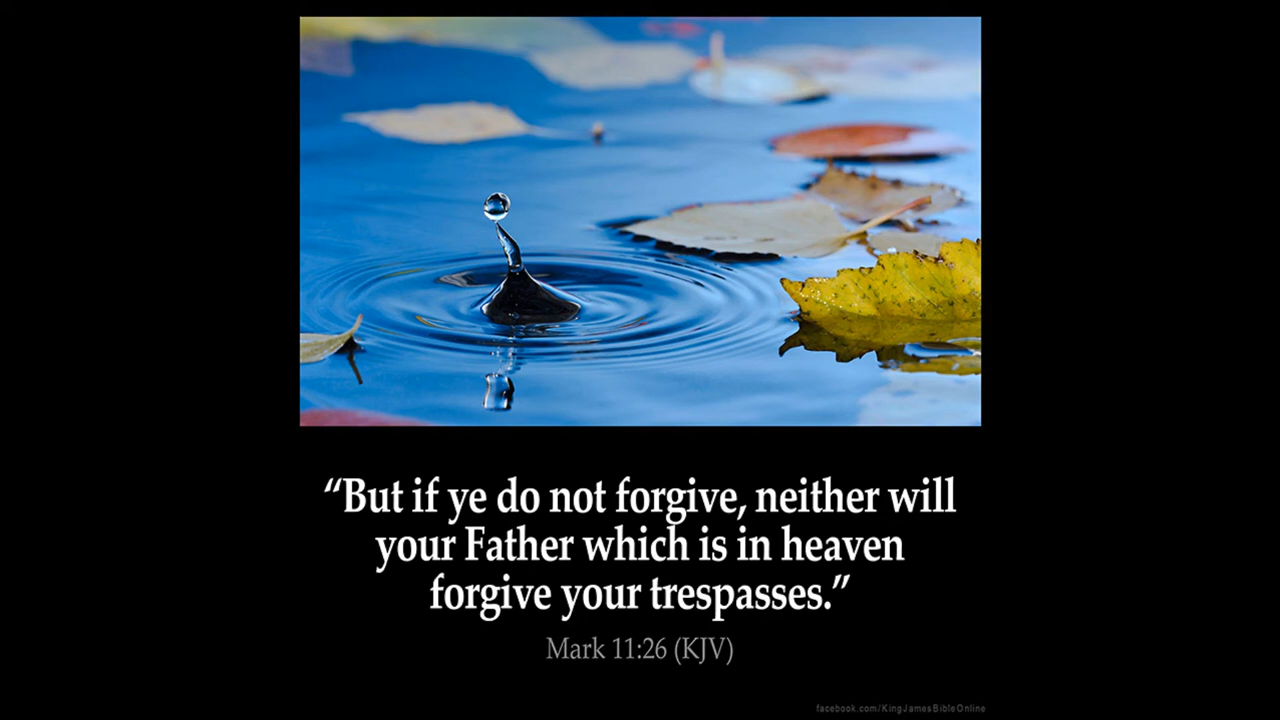 “But if ye do not forgive, neither will
your Father which is in heaven
forgive your trespasses.”
Mark 11:26 (KJV)
facebook.com/KingJamesBibleOnline